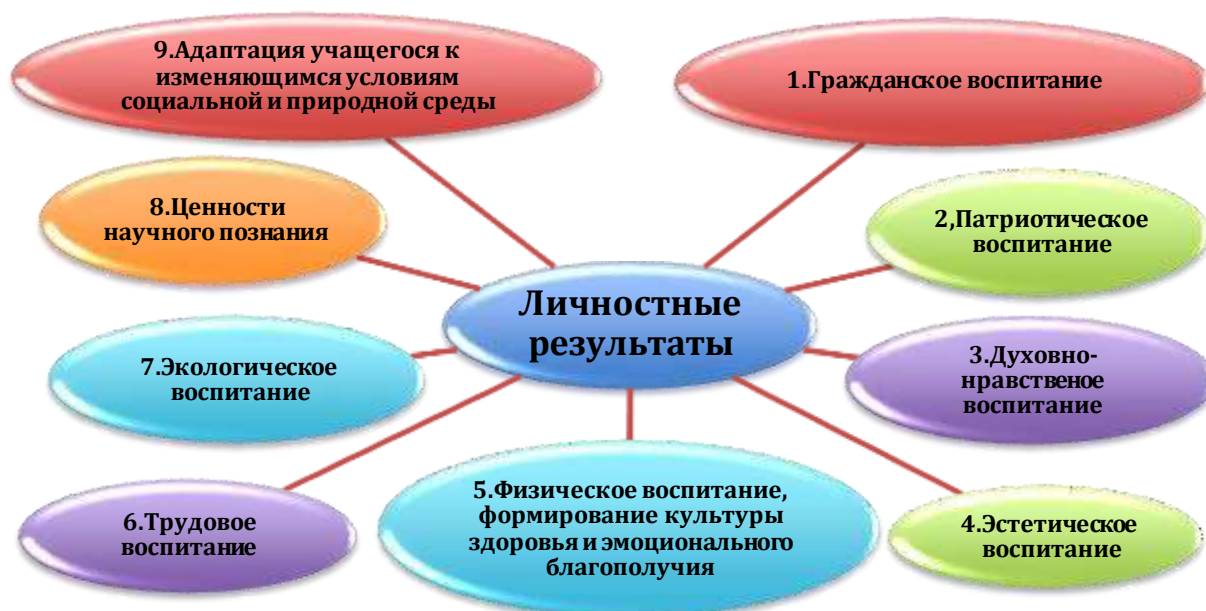 9.Адаптация учащегося к
изменяющимся условиям
социальной и природной среды
1.Гражданское воспитание
8.Ценности
научного познания
2,Патриотическое
воспитание
Личностные
результаты
7.Экологическое
воспитание
3.Духовно-
нравственое
воспитание
6.Трудовое
воспитание
5.Физическое воспитание,
формирование культуры
здоровья и эмоционального
благополучия
4.Эстетическое
воспитание